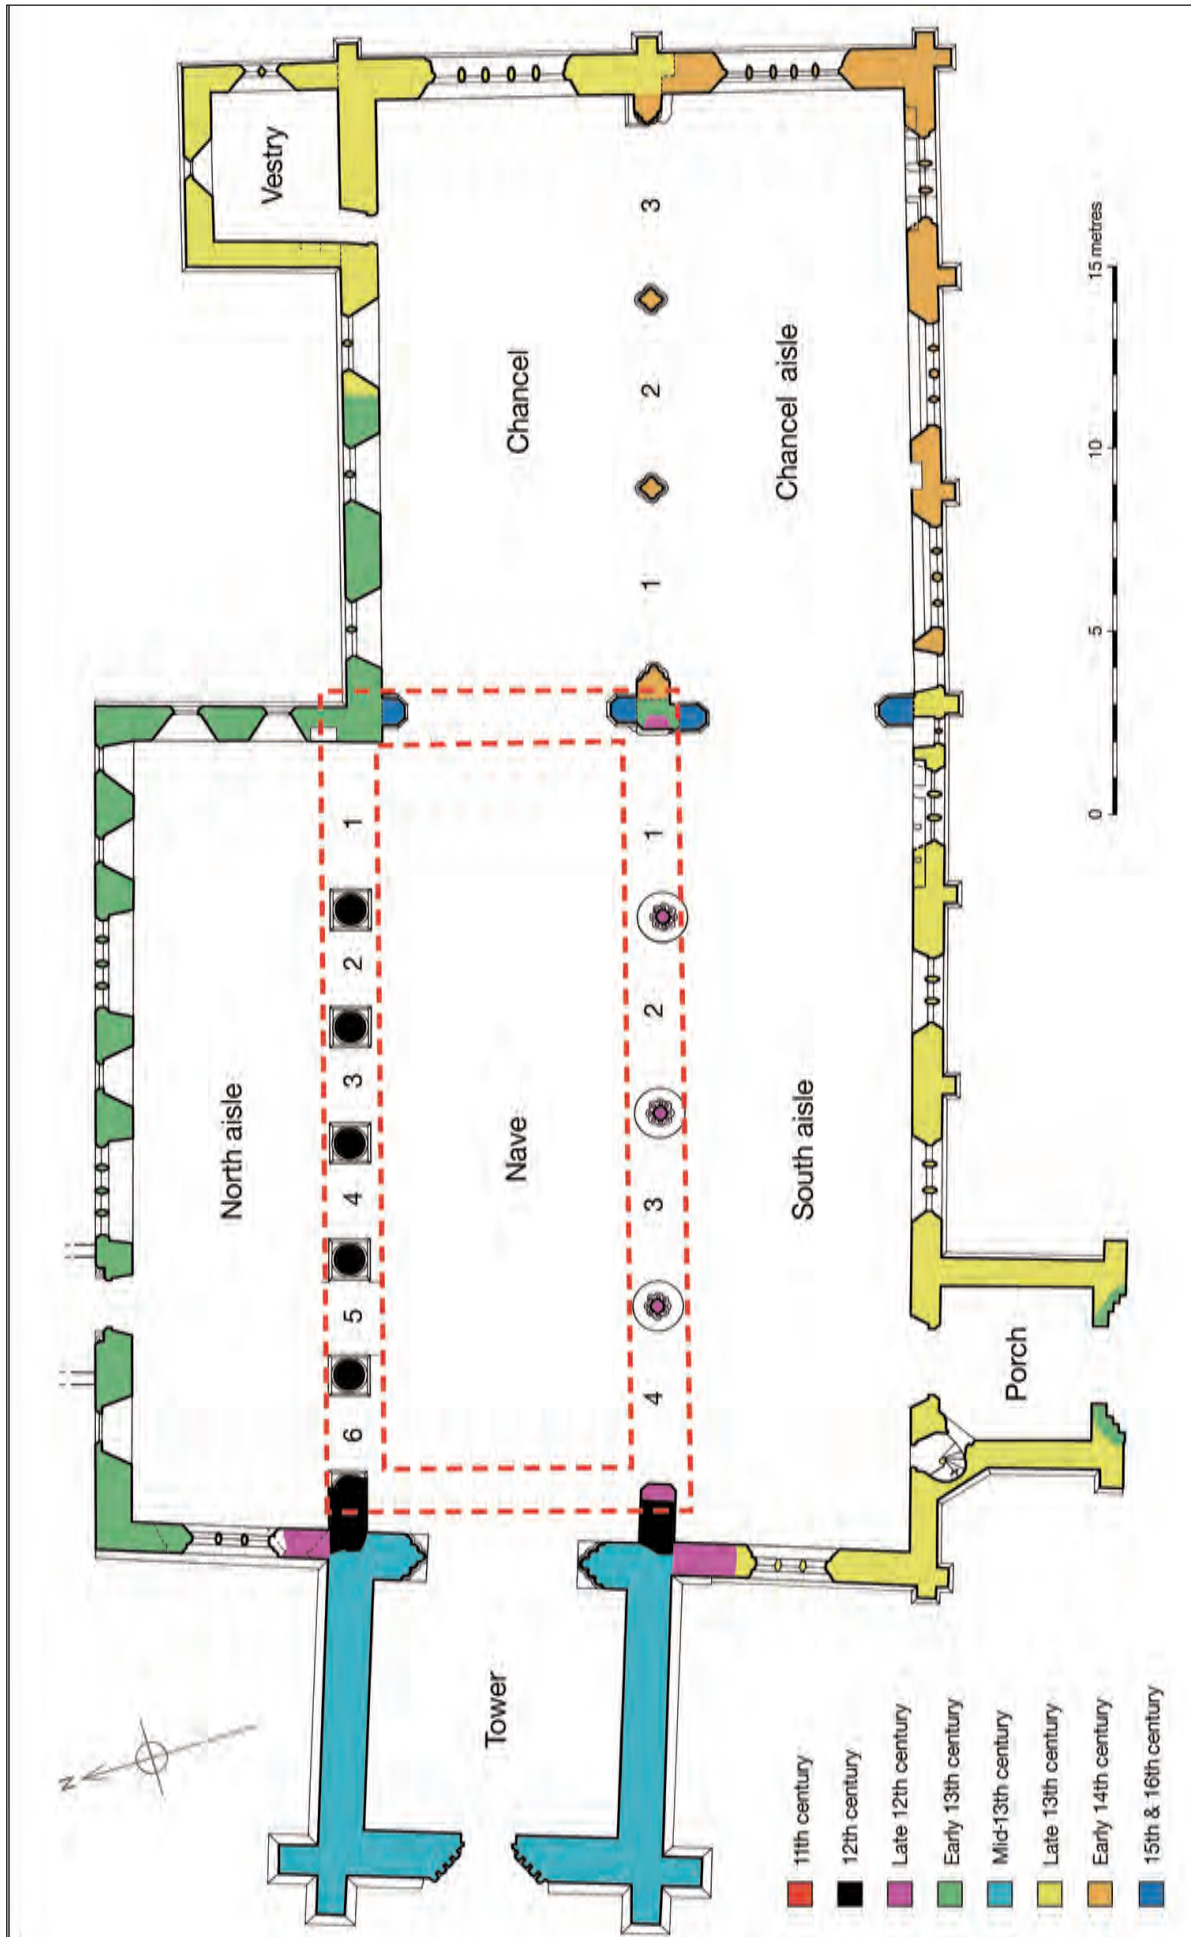 Vestry
Chancel
3
2
1
Chancel aisle
North aisle
1
2
3
4
5
6
Nave
1
2
3
4
South aisle
Porch
Tower
N
0
5
10
15 metres
11th century
12th century
Late 12th century
Early 13th century
Mid-13th century
Late 13th century
Early 14th century
15th & 16th century